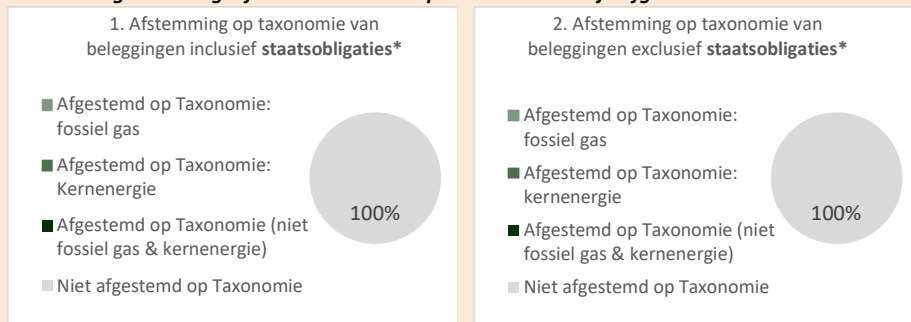 1. Afstemming op taxonomie van
beleggingen inclusief staatsobligaties*
Afgestemd op Taxonomie:
fossiel gas
Afgestemd op Taxonomie:
Kernenergie
Afgestemd op Taxonomie (niet
fossiel gas & kernenergie)
Niet afgestemd op Taxonomie
100%
2. Afstemming op taxonomie van
beleggingen exclusief staatsobligaties*
Afgestemd op Taxonomie:
fossiel gas
Afgestemd op Taxonomie:
kernenergie
Afgestemd op Taxonomie (niet
fossiel gas & kernenergie)
Niet afgestemd op Taxonomie
100%